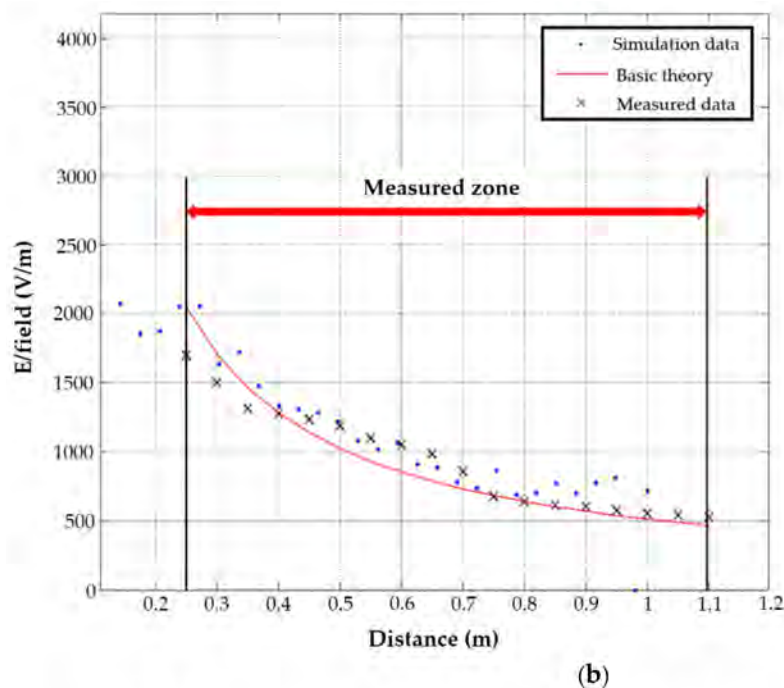 4000
3500
3000
2500
2000
1500
1000
500
0
E/field (V/m)
Simulation data
Basic theory
Measured data
Measured zone
0.2 0.3 0.4 0.5 0.6 0.7 0.8 0.9 1 1.1 1.2
Distance (m)
(b)